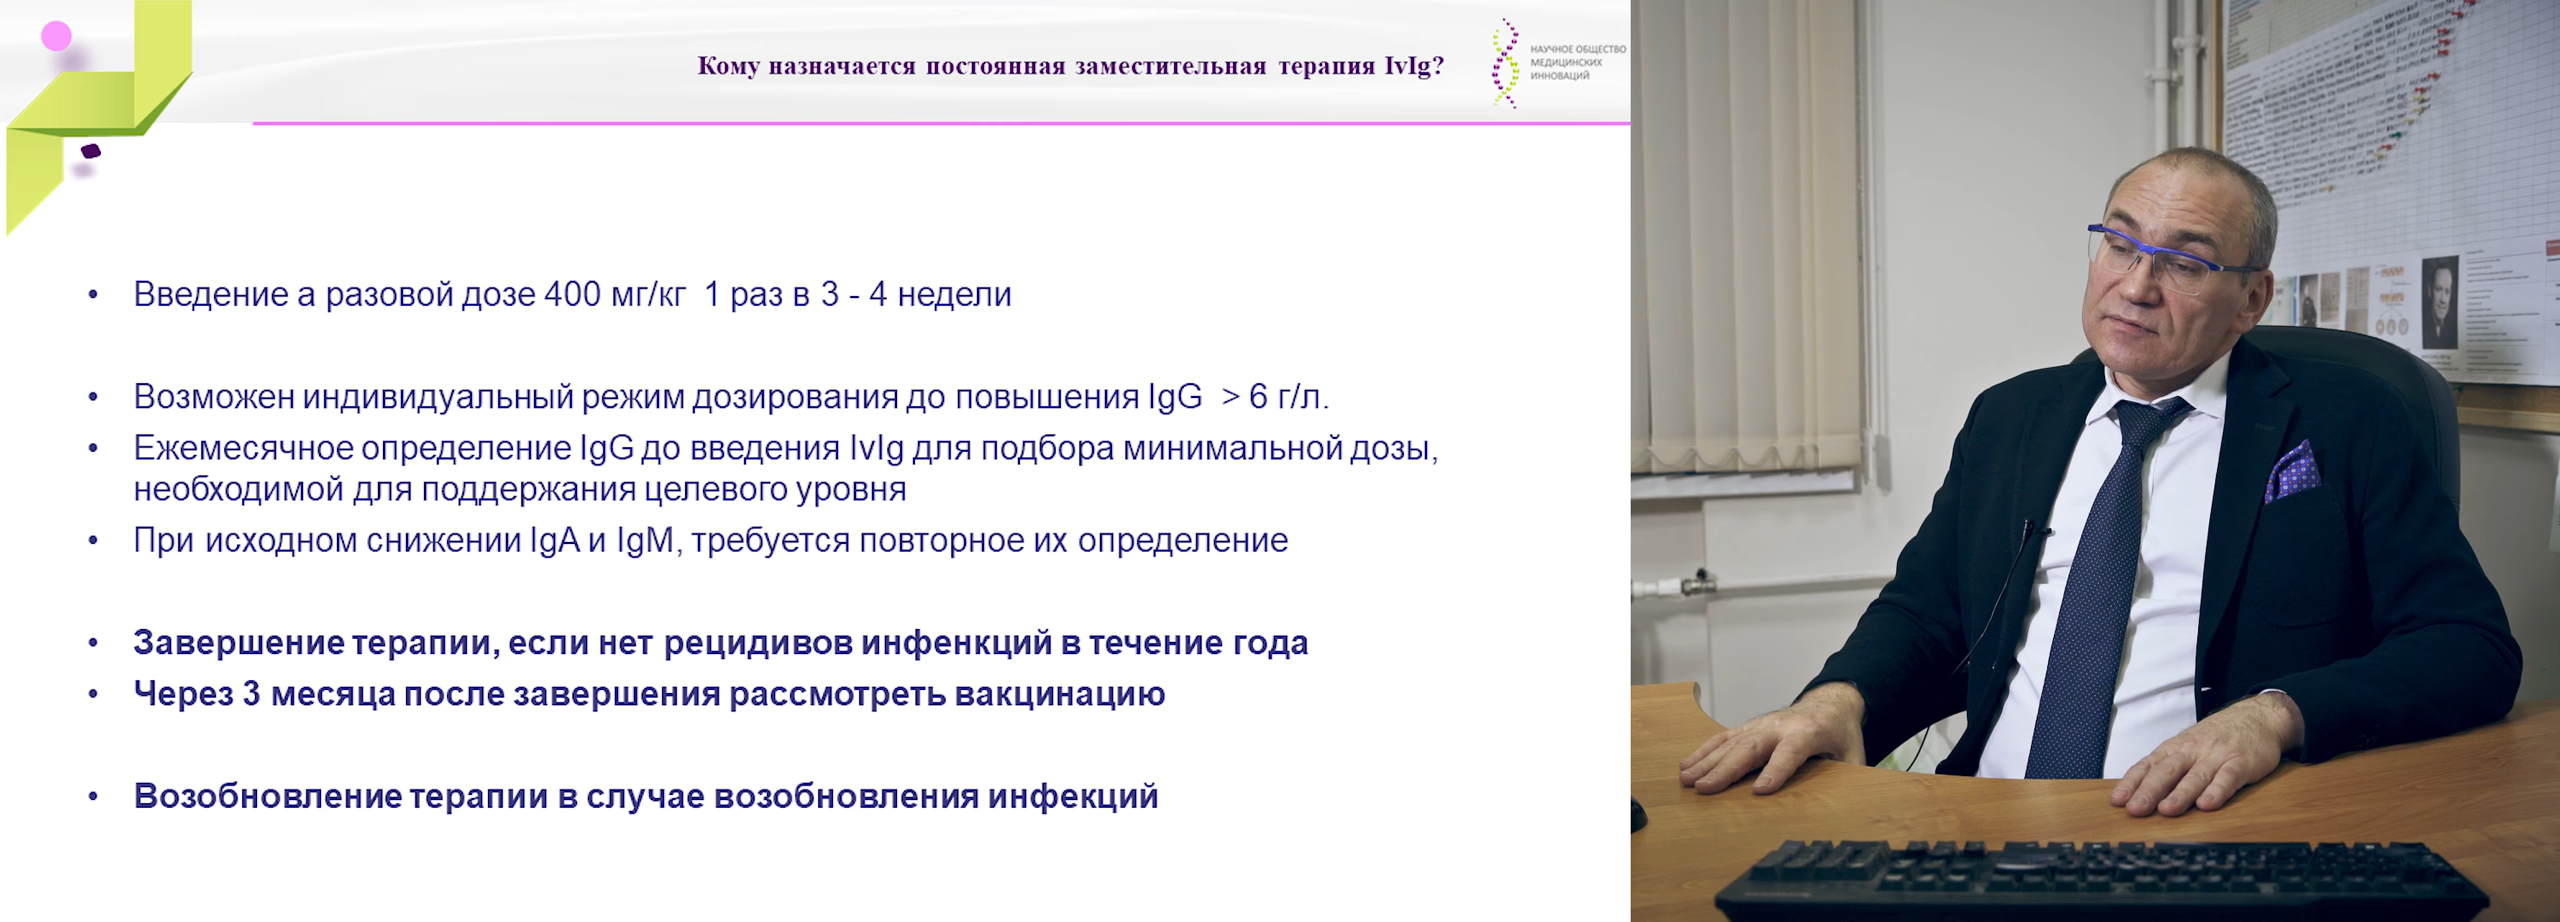 Кому назначается постоянная заместительная терапия IvIg?
НАУЧНОЕ ОБЩЕСТВО
МЕДИЦИНСКИХ
ИННОВАЦИЙ
• Введение а разовой дозе 400 мг/кг 1 раз в 3 - 4 недели
• Возможен индивидуальный режим дозирования до повышения IgG > 6 г/л.
• Ежемесячное определение IgG до введения IvIg для подбора минимальной дозы,
необходимой для поддержания целевого уровня
• При исходном снижении IgA и IgM, требуется повторное их определение
• Завершение терапии, если нет рецидивов инфенкций в течение года
• Через 3 месяца после завершения рассмотреть вакцинацию
• Возобновление терапии в случае возобновления инфекций